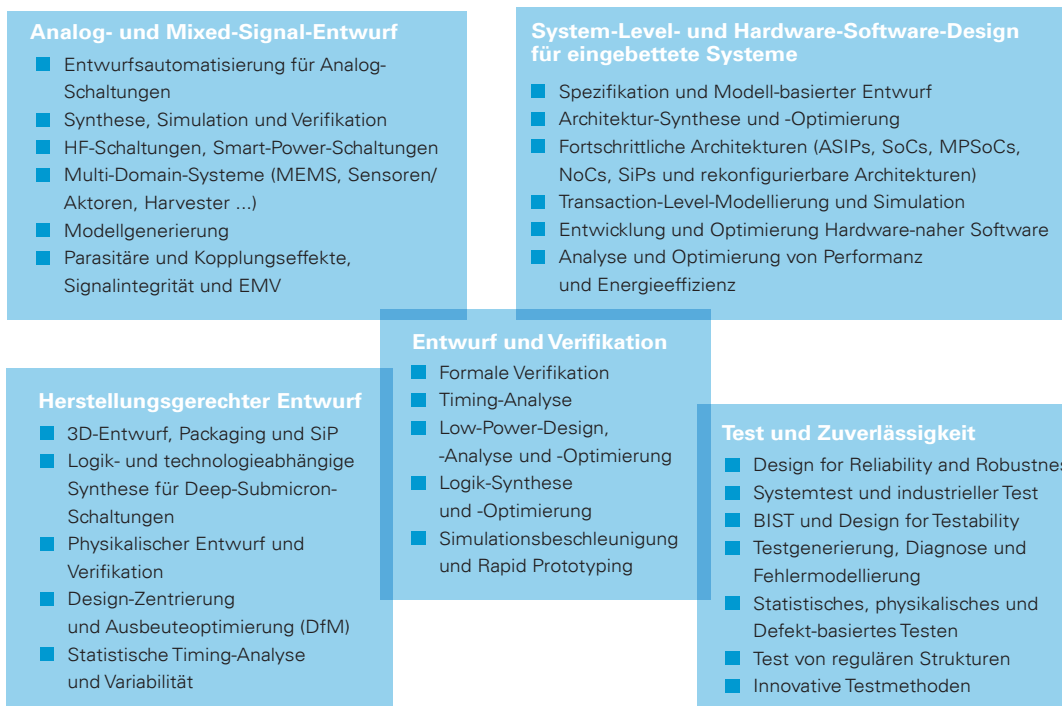 Analog- und Mixed-Signal-Entwurf
Entwurfsautomatisierung für Analog-
Schaltungen
Synthese, Simulation und Verifikation
HF-Schaltungen, Smart-Power-Schaltungen
Multi-Domain-Systeme (MEMS, Sensoren/
Aktoren, Harvester ...)
Modellgenerierung
Parasitäre und Kopplungseffekte,
Signalintegrität und EMV
System-Level- und Hardware-Software-Design
für eingebettete Systeme
Spezifikation und Modell-basierter Entwurf
Architektur-Synthese und -Optimierung
Fortschrittliche Architekturen (ASIPs, SoCs, MPSoCs,
NoCs, SiPs und rekonfigurierbare Architekturen)
Transaction-Level-Modellierung und Simulation
Entwicklung und Optimierung Hardware-naher Software
Analyse und Optimierung von Performanz
und Energieeffizienz
Entwurf und Verifikation
Formale Verifikation
Timing-Analyse
Low-Power-Design,
-Analyse und -Optimierung
Logik-Synthese
und -Optimierung
Simulationsbeschleunigung
und Rapid Prototyping
Herstellungsgerechter Entwurf
3D-Entwurf, Packaging und SiP
Logik- und technologieabhängige
Synthese für Deep-Submicron-
Schaltungen
Physikalischer Entwurf und
Verifikation
Design-Zentrierung
und Ausbeuteoptimierung (DfM)
Statistische Timing-Analyse
und Variabilität
Test und Zuverlässigkeit
Design for Reliability and Robustnes
Systemtest und industrieller Test
BIST und Design for Testability
Testgenerierung, Diagnose und
Fehlermodellierung
Statistisches, physikalisches und
Defekt-basiertes Testen
Test von regulären Strukturen
Innovative Testmethoden